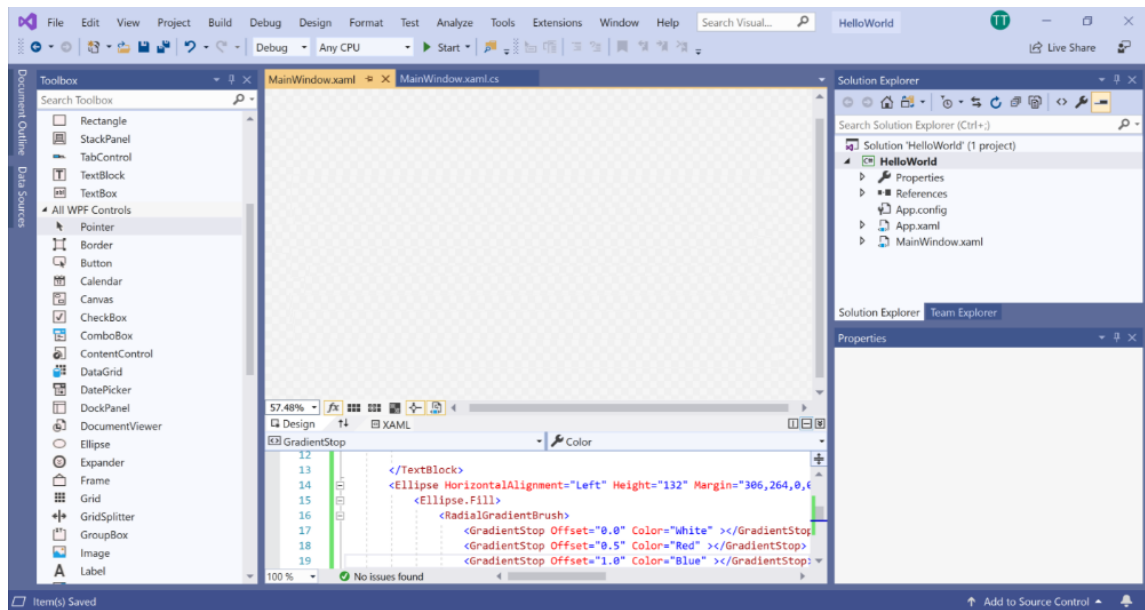 File Edit View Project Build Debug Design Format Test Analyze Tools Extensions Window Help Search Visual... HelloWorld TT
Debug Any CPU Start Live Share
Document Outline
Data Sources
Toolbox
Search Toolbox
Rectangle
StackPanel
TabControl
TextBlock
TextBox
All WPF Controls
Pointer
Border
Button
Calendar
Canvas
CheckBox
ComboBox
ContentControl
DataGrid
DatePicker
DockPanel
DocumentViewer
Ellipse
Expander
Frame
Grid
GridSplitter
GroupBox
Image
Label
MainWindow.xaml MainWindow.xaml.cs
57.48%
Design XAML
GradientStop Color
12
13 </TextBlock>
14 <Ellipse HorizontalAlignment="Left" Height="132" Margin="306,264,0,
15 <Ellipse.Fill>
16 <RadialGradientBrush>
17 <GradientStop Offset="0.0" Color="White" ></GradientStop
18 <GradientStop Offset="0.5" Color="Red" ></GradientStop>
19 <GradientStop Offset="1.0" Color="Blue" ></GradientStop
100 % No issues found
Solution Explorer
Search Solution Explorer (Ctrl+;)
Solution 'HelloWorld' (1 project)
HelloWorld
Properties
References
App.config
App.xaml
MainWindow.xaml
Solution Explorer Team Explorer
Properties
Item(s) Saved Add to Source Control